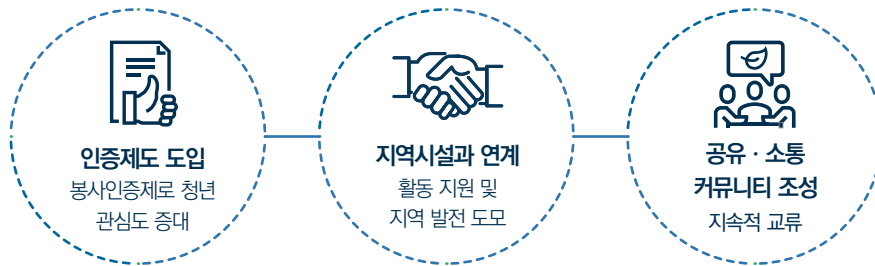 인증제도 도입
봉사인증제로 청년
관심도 증대
지역시설과 연계
활동 지원 및
지역 발전 도모
공유 · 소통
커뮤니티 조성
지속적 교류